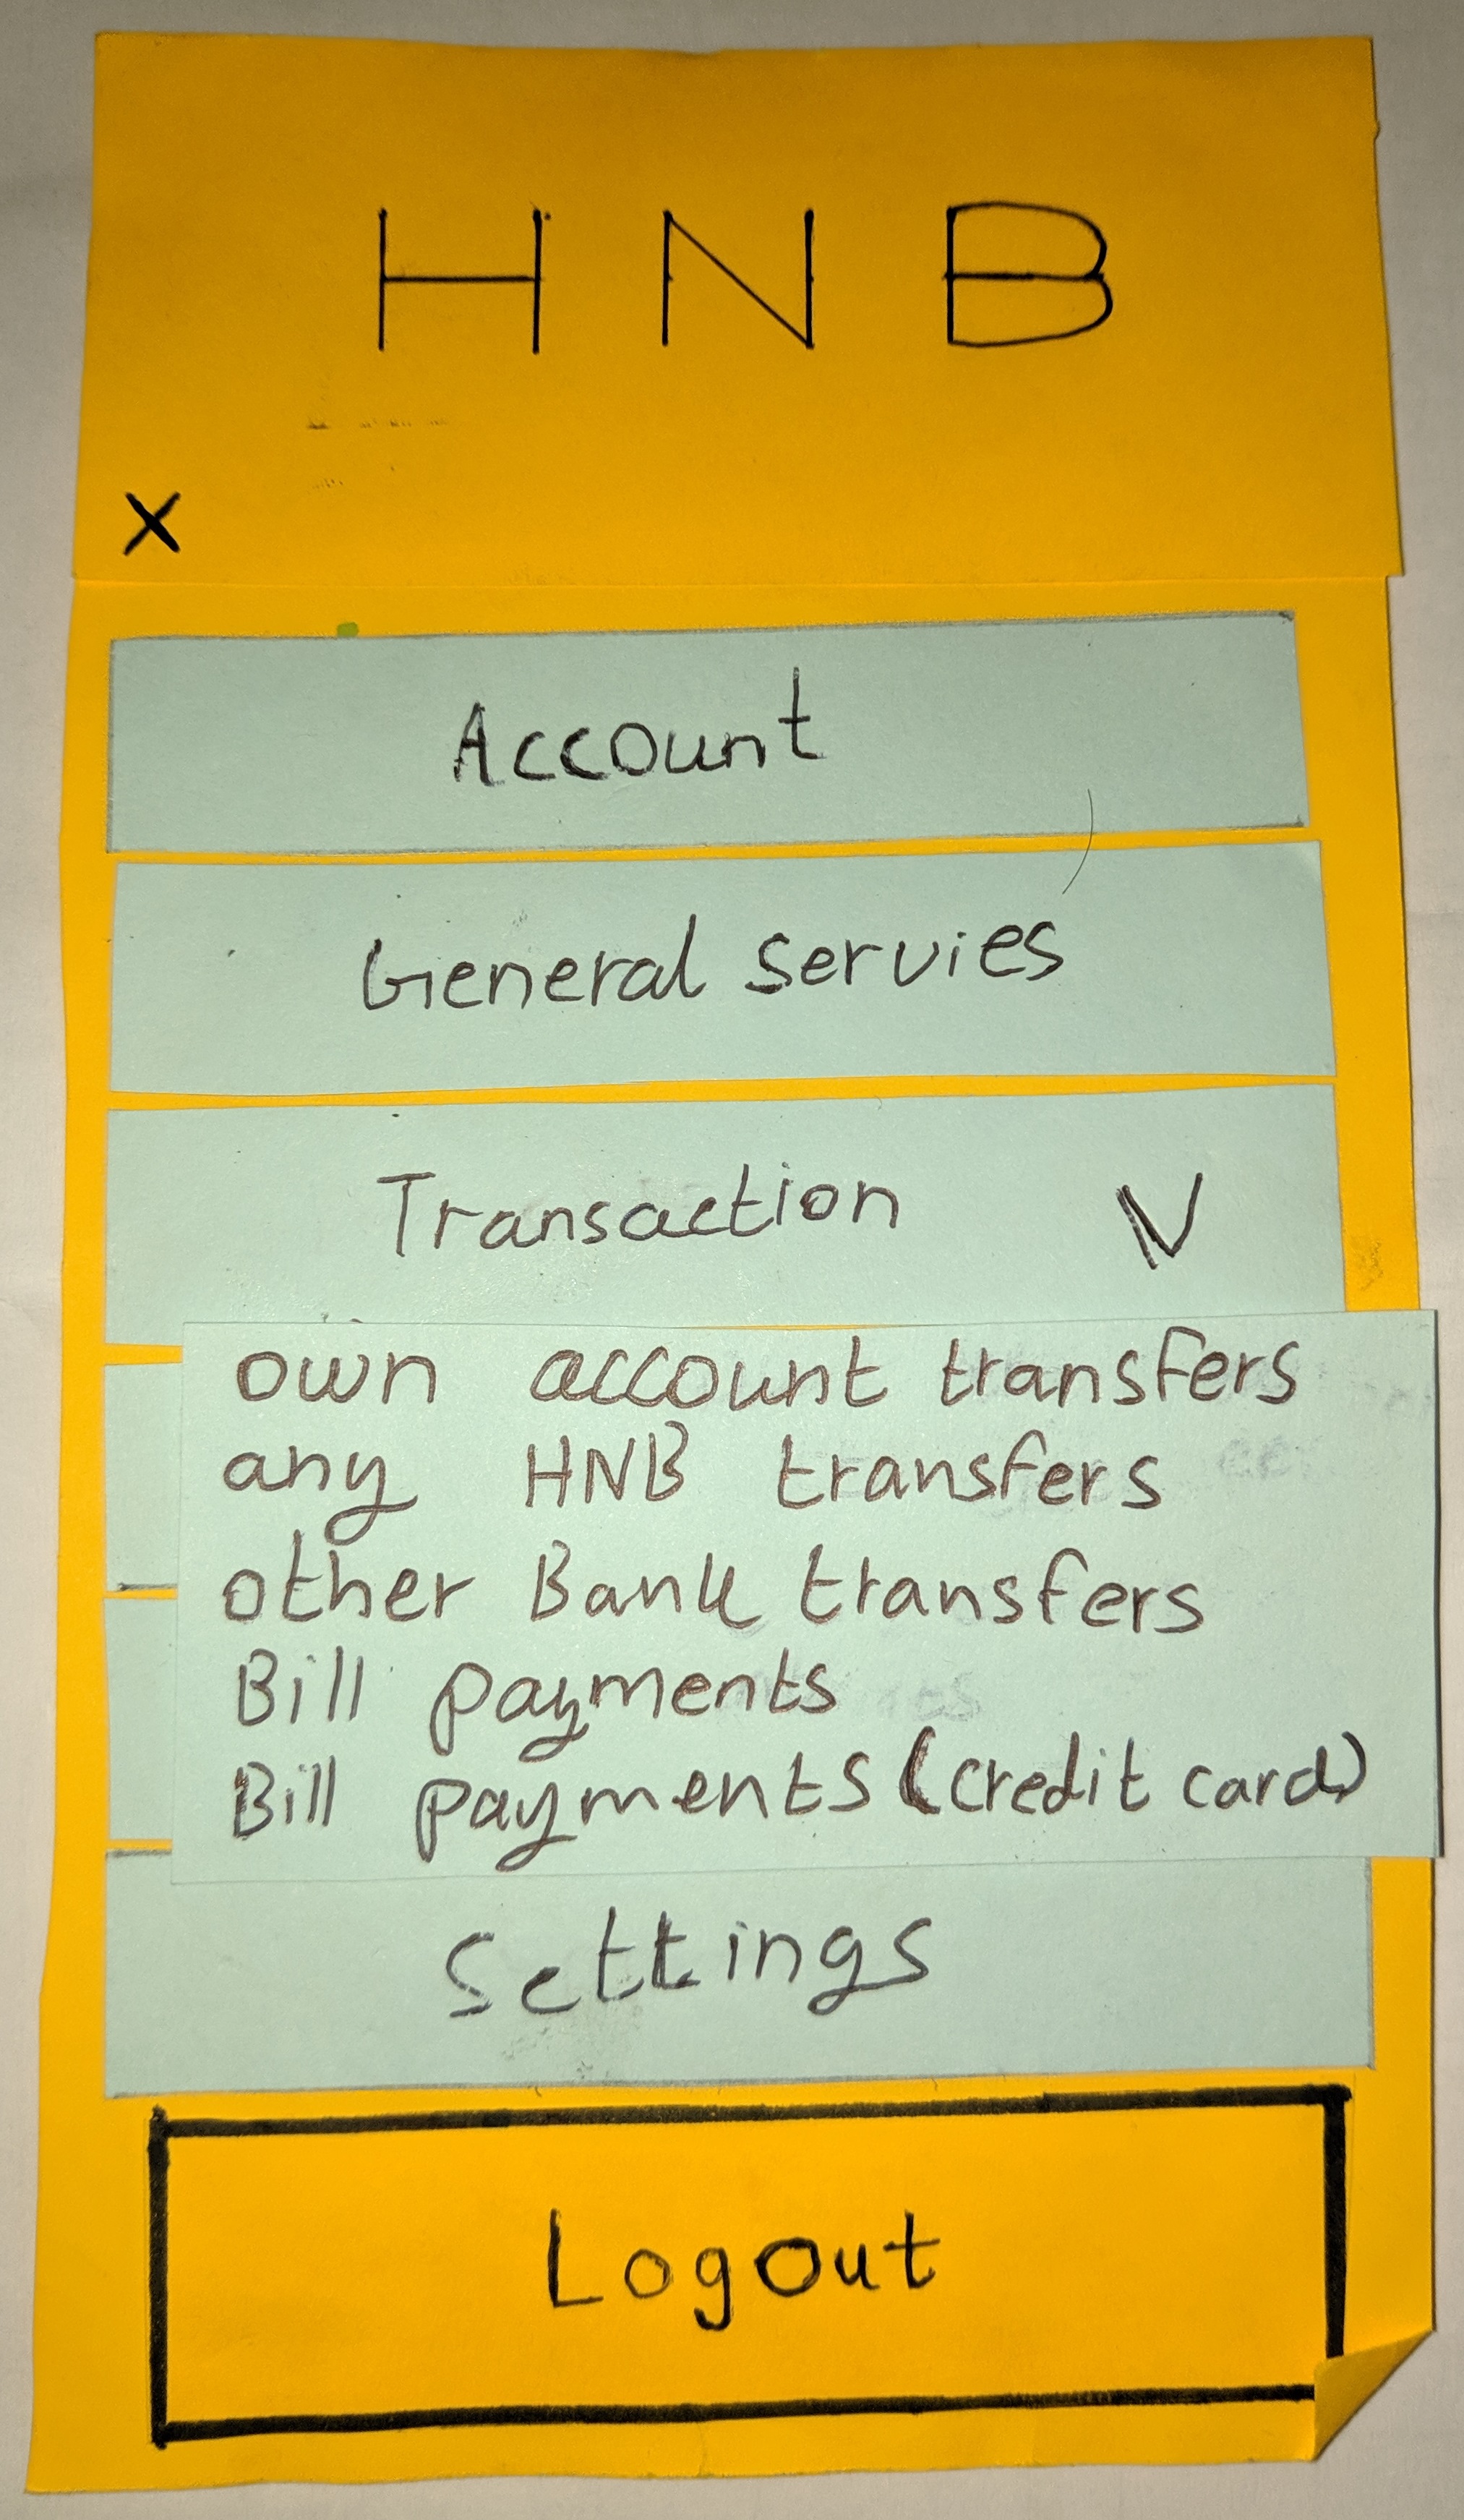 H N B
X
Account
General servies
Transaction V
own account transfers
any HNB transfers
other Bank transfers
Bill payments
Bill payments (credit card)
Settings
Logout